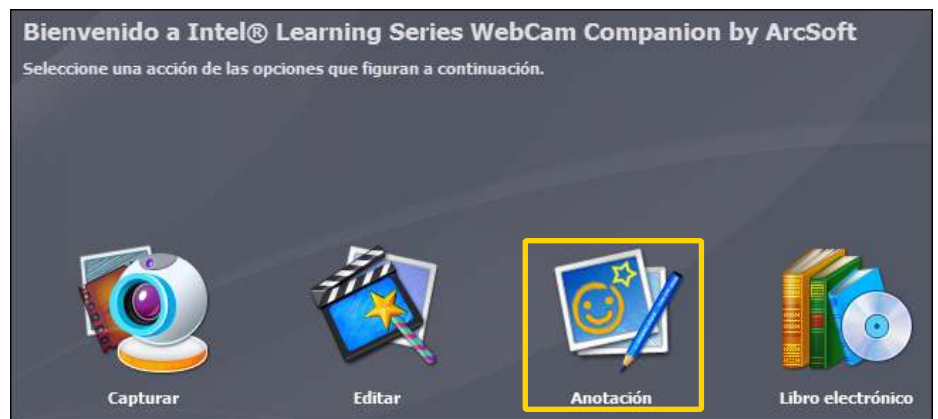 Bienvenido a Intel® Learning Series WebCam Companion by ArcSoft
Seleccione una acción de las opciones que figuran a continuación.
Capturar
Editar
Anotación
Libro electrónico